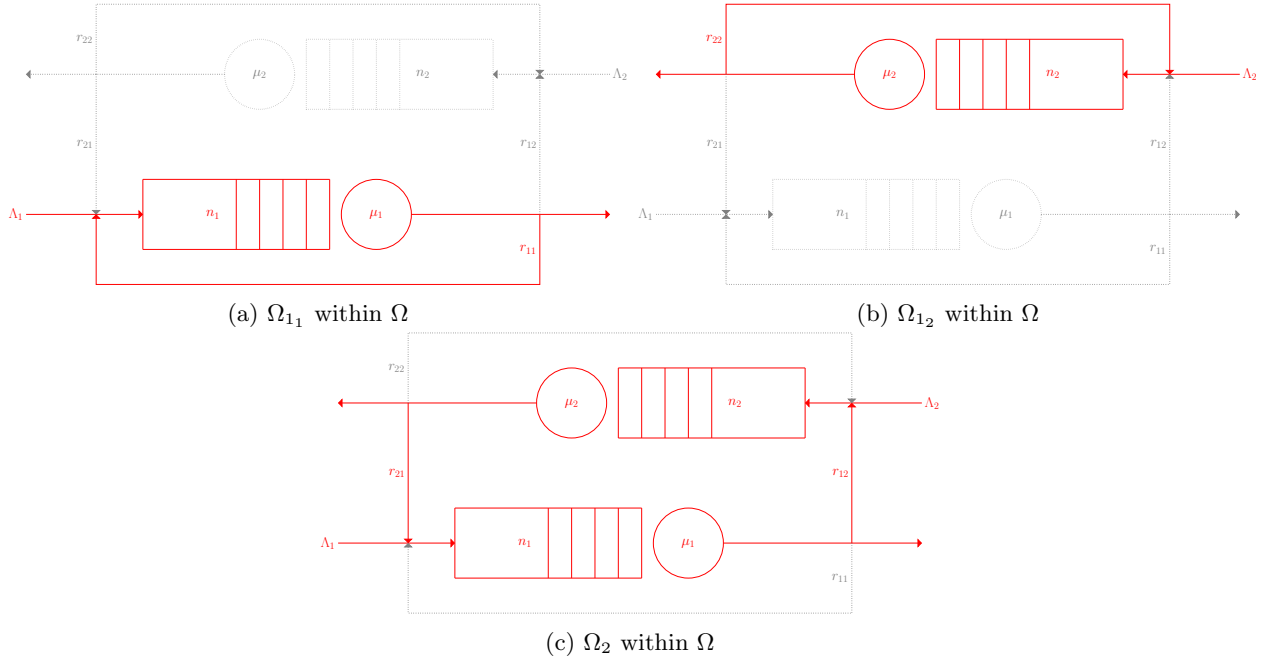 r₂₂
μ₂ n₂ Λ₂
r₂₁ r₁₂
Λ₁ n₁ μ₁
r₁₁
(a) Ω₁₁ within Ω
r₂₂
μ₂ n₂ Λ₂
r₂₁ r₁₂
Λ₁ n₁ μ₁
r₁₁
(b) Ω₁₂ within Ω
r₂₂
μ₂ n₂ Λ₂
r₂₁ r₁₂
Λ₁ n₁ μ₁
r₁₁
(c) Ω₂ within Ω